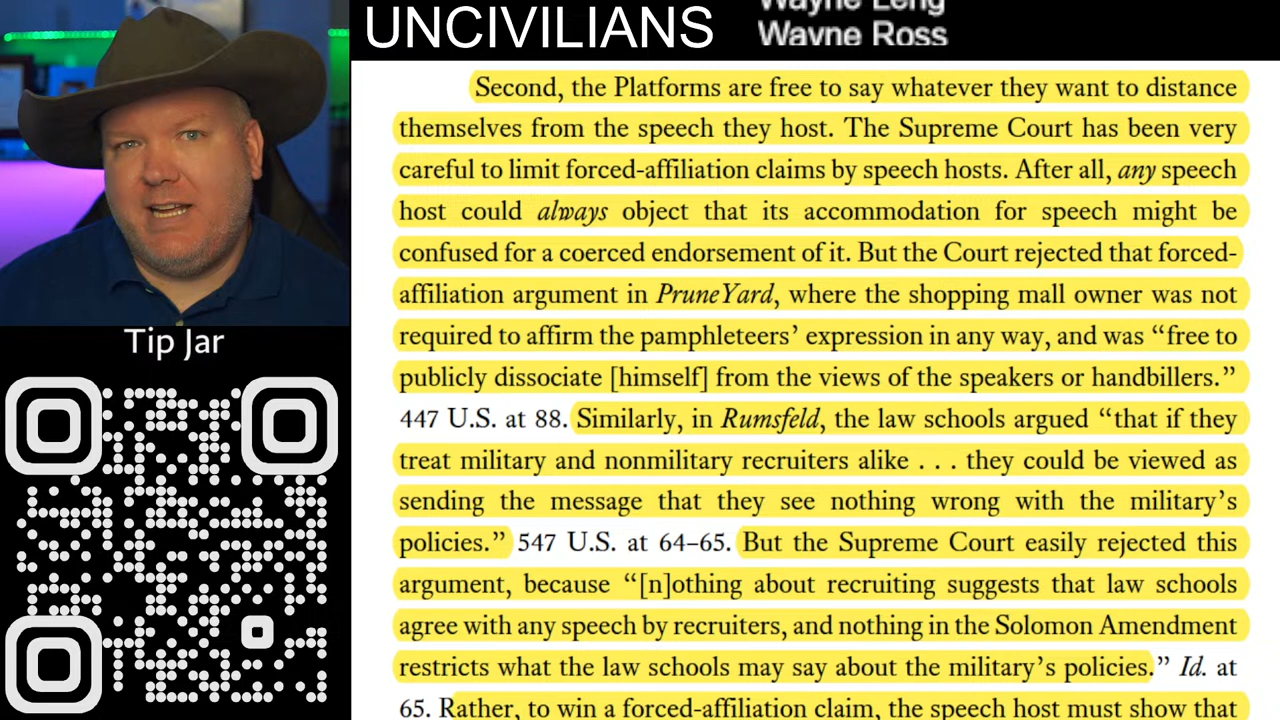 UNCIVILIANS
Wayne Leng
Wayne Ross
Tip Jar
Second, the Platforms are free to say whatever they want to distance
themselves from the speech they host. The Supreme Court has been very
careful to limit forced-affiliation claims by speech hosts. After all, any speech
host could always object that its accommodation for speech might be
confused for a coerced endorsement of it. But the Court rejected that forced-
affiliation argument in PruneYard, where the shopping mall owner was not
required to affirm the pamphleteers’ expression in any way, and was “free to
publicly dissociate [himself] from the views of the speakers or handbillers.”
447 U.S. at 88. Similarly, in Rumsfeld, the law schools argued “that if they
treat military and nonmilitary recruiters alike . . . they could be viewed as
sending the message that they see nothing wrong with the military’s
policies.” 547 U.S. at 64–65. But the Supreme Court easily rejected this
argument, because “[n]othing about recruiting suggests that law schools
agree with any speech by recruiters, and nothing in the Solomon Amendment
restricts what the law schools may say about the military’s policies.” Id. at
65. Rather, to win a forced-affiliation claim, the speech host must show that